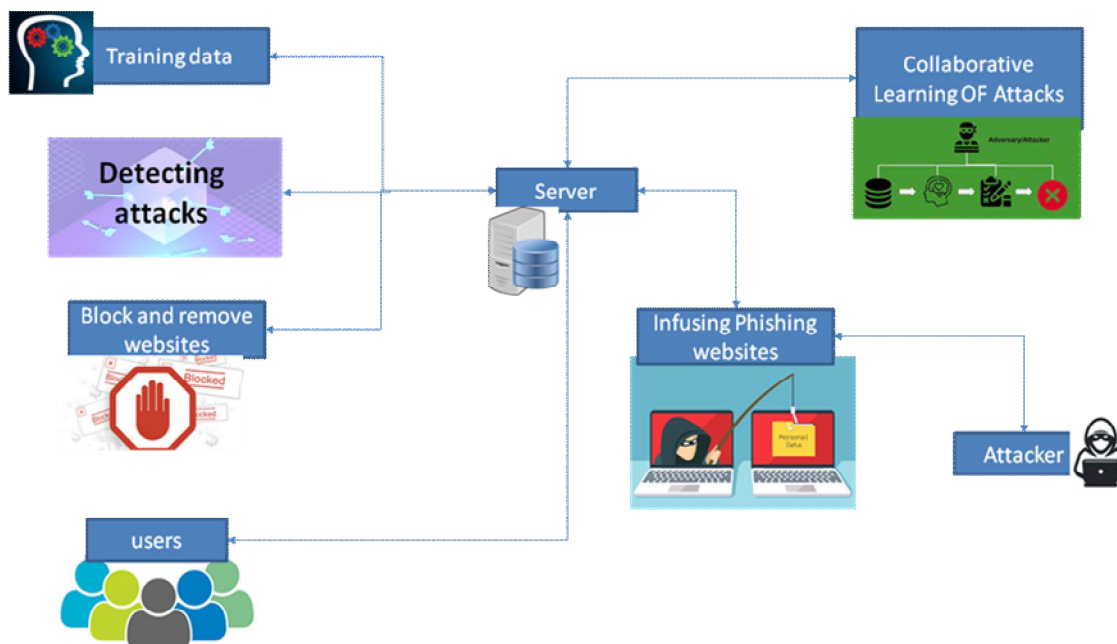 Training data
Collaborative
Learning OF Attacks
Adversary/Attacker
Detecting
attacks
Server
Block and remove
websites
Blocked
Blocked
Infusing Phishing
websites
Personal
Data
Attacker
users